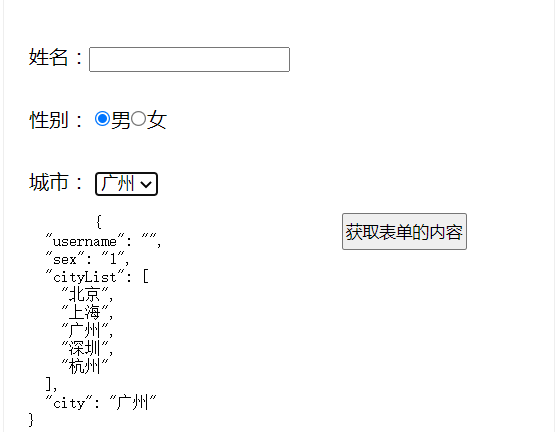 姓名：
性别： 男 女
城市： 广州
{
"username": "",
"sex": "1",
"cityList": [
"北京",
"上海",
"广州",
"深圳",
"杭州"
],
"city": "广州"
}
获取表单的内容